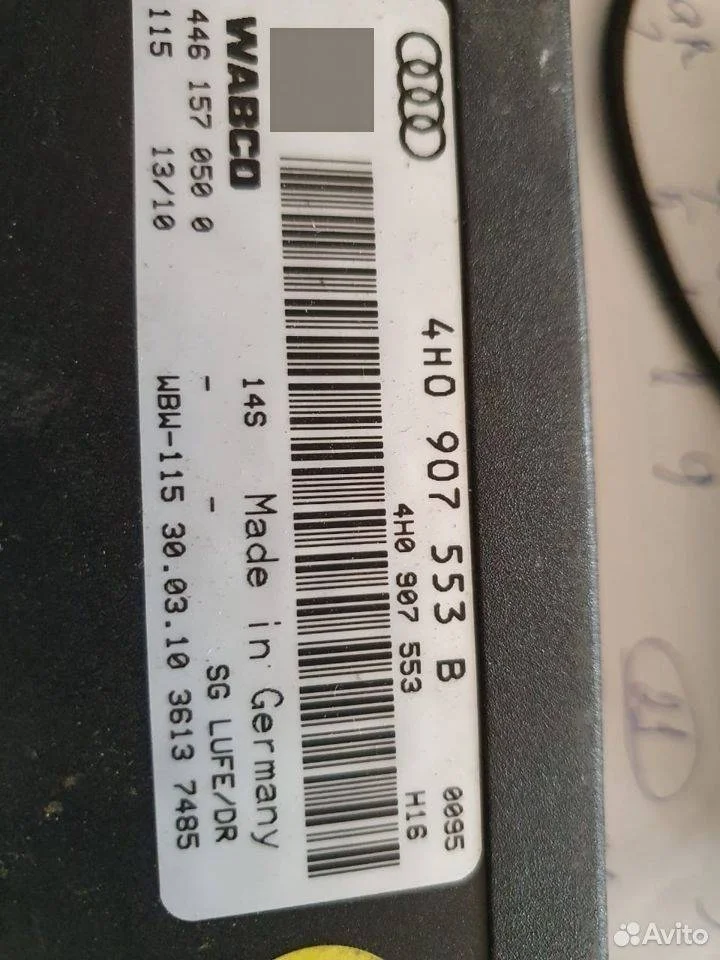 4H0 907 553 B 0095
4H0 907 553 H16
14S Made in Germany
WABCO
446 157 050 0 - - SG LUFE/DR
115 13/10 WBW-115 30.03.10 3613 7485
21
Avito